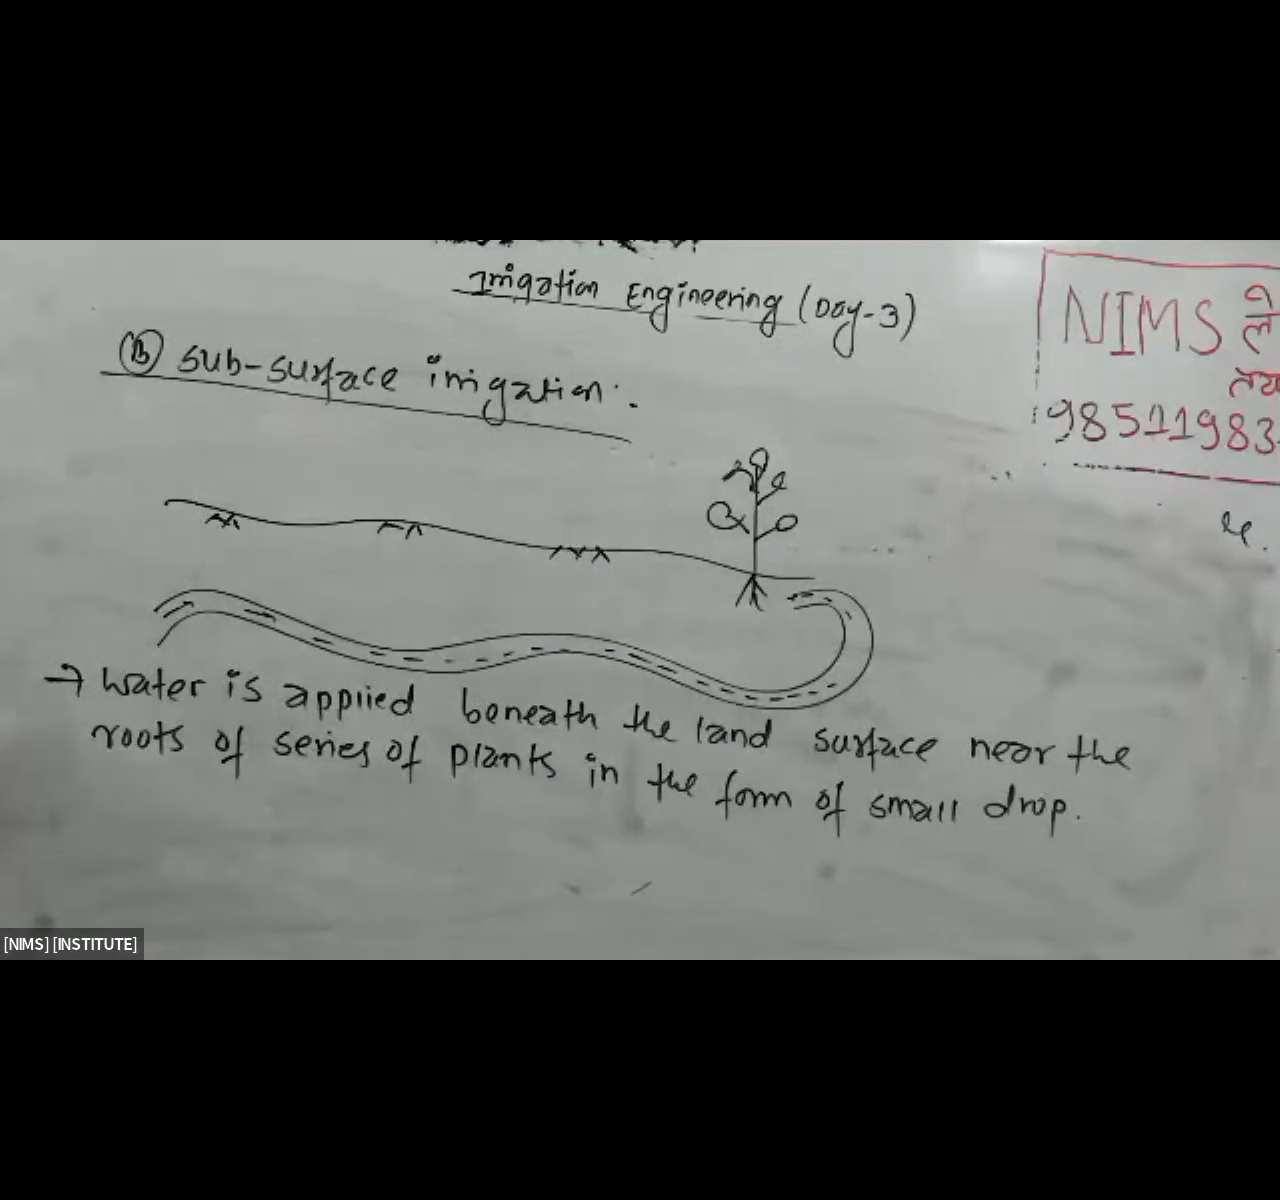 Irrigation Engineering (Day-3)
(B) sub-surface irrigation:
→ Water is applied beneath the land surface near the
roots of series of plants in the form of small drop.
NIMS ले
98511983
[NIMS] [INSTITUTE]